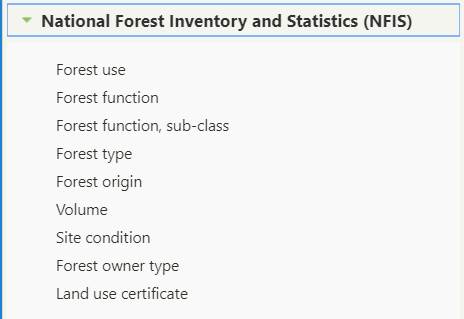 National Forest Inventory and Statistics (NFIS)
Forest use
Forest function
Forest function, sub-class
Forest type
Forest origin
Volume
Site condition
Forest owner type
Land use certificate